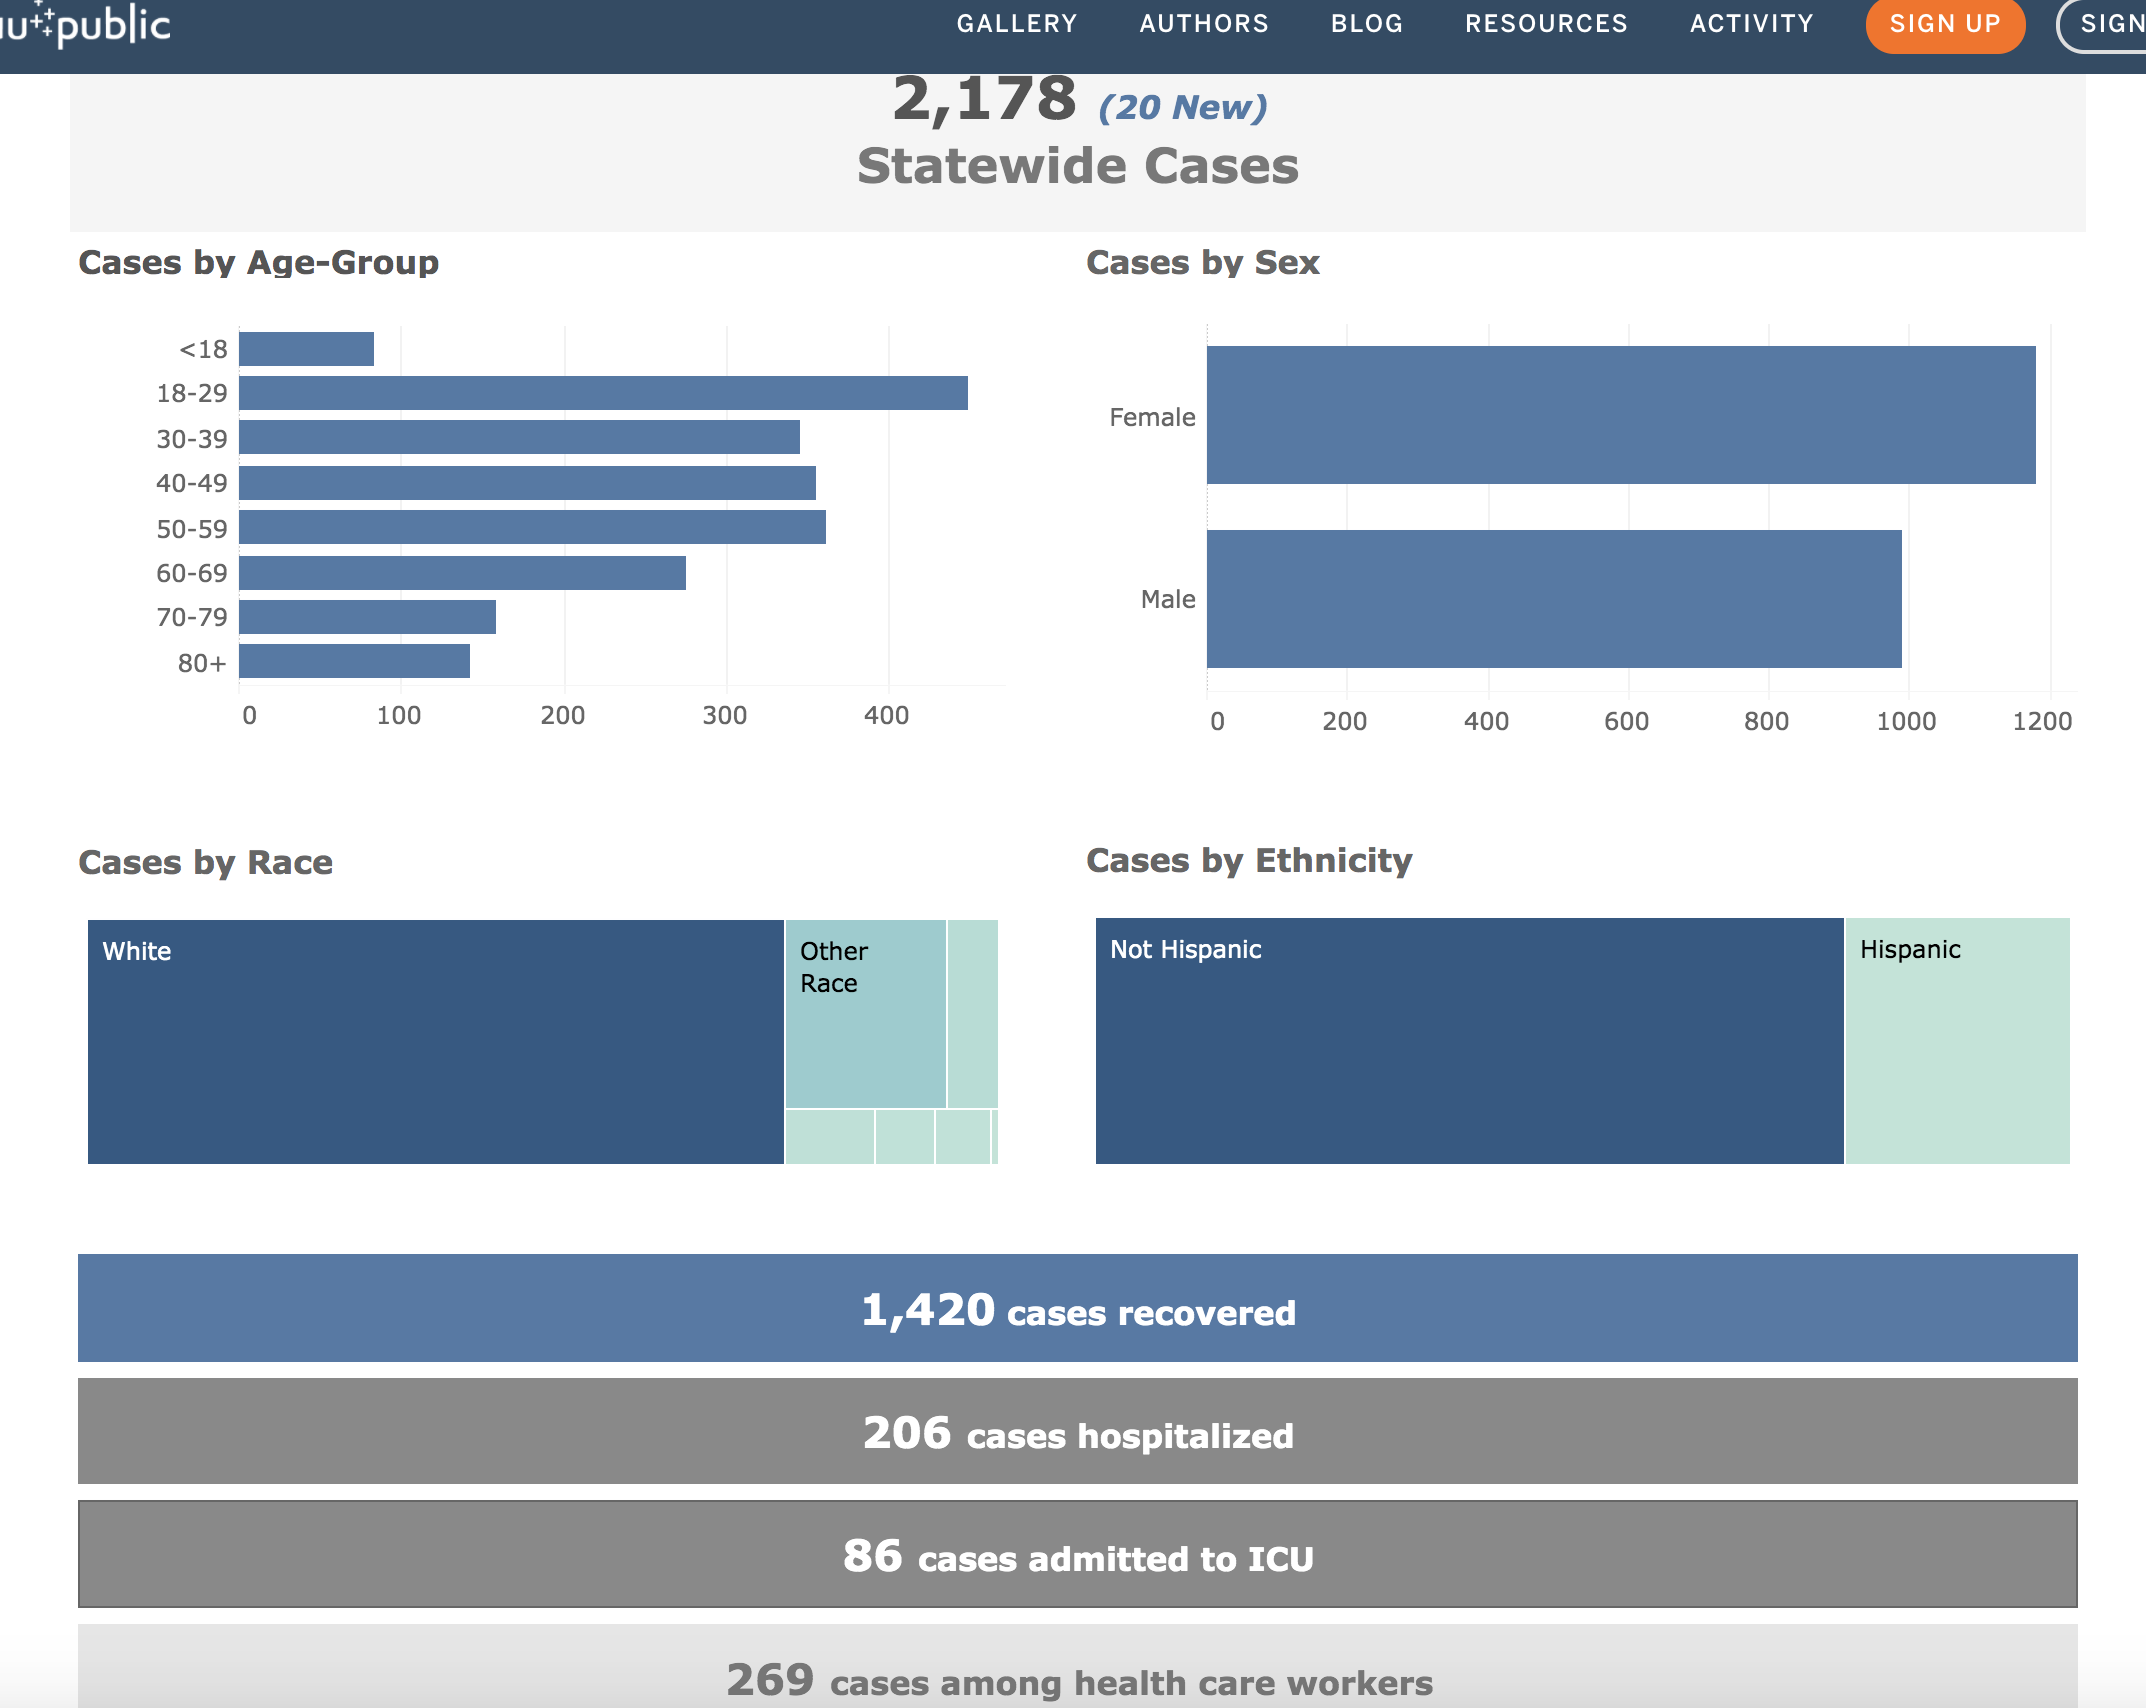 public
GALLERY AUTHORS BLOG RESOURCES ACTIVITY SIGN UP SIGN
2,178 (20 New)
Statewide Cases
Cases by Age-Group
<18
18-29
30-39
40-49
50-59
60-69
70-79
80+
0 100 200 300 400
Cases by Sex
Female
Male
0 200 400 600 800 1000 1200
Cases by Race
White
Other
Race
Cases by Ethnicity
Not Hispanic
Hispanic
1,420 cases recovered
206 cases hospitalized
86 cases admitted to ICU
269 cases among health care workers